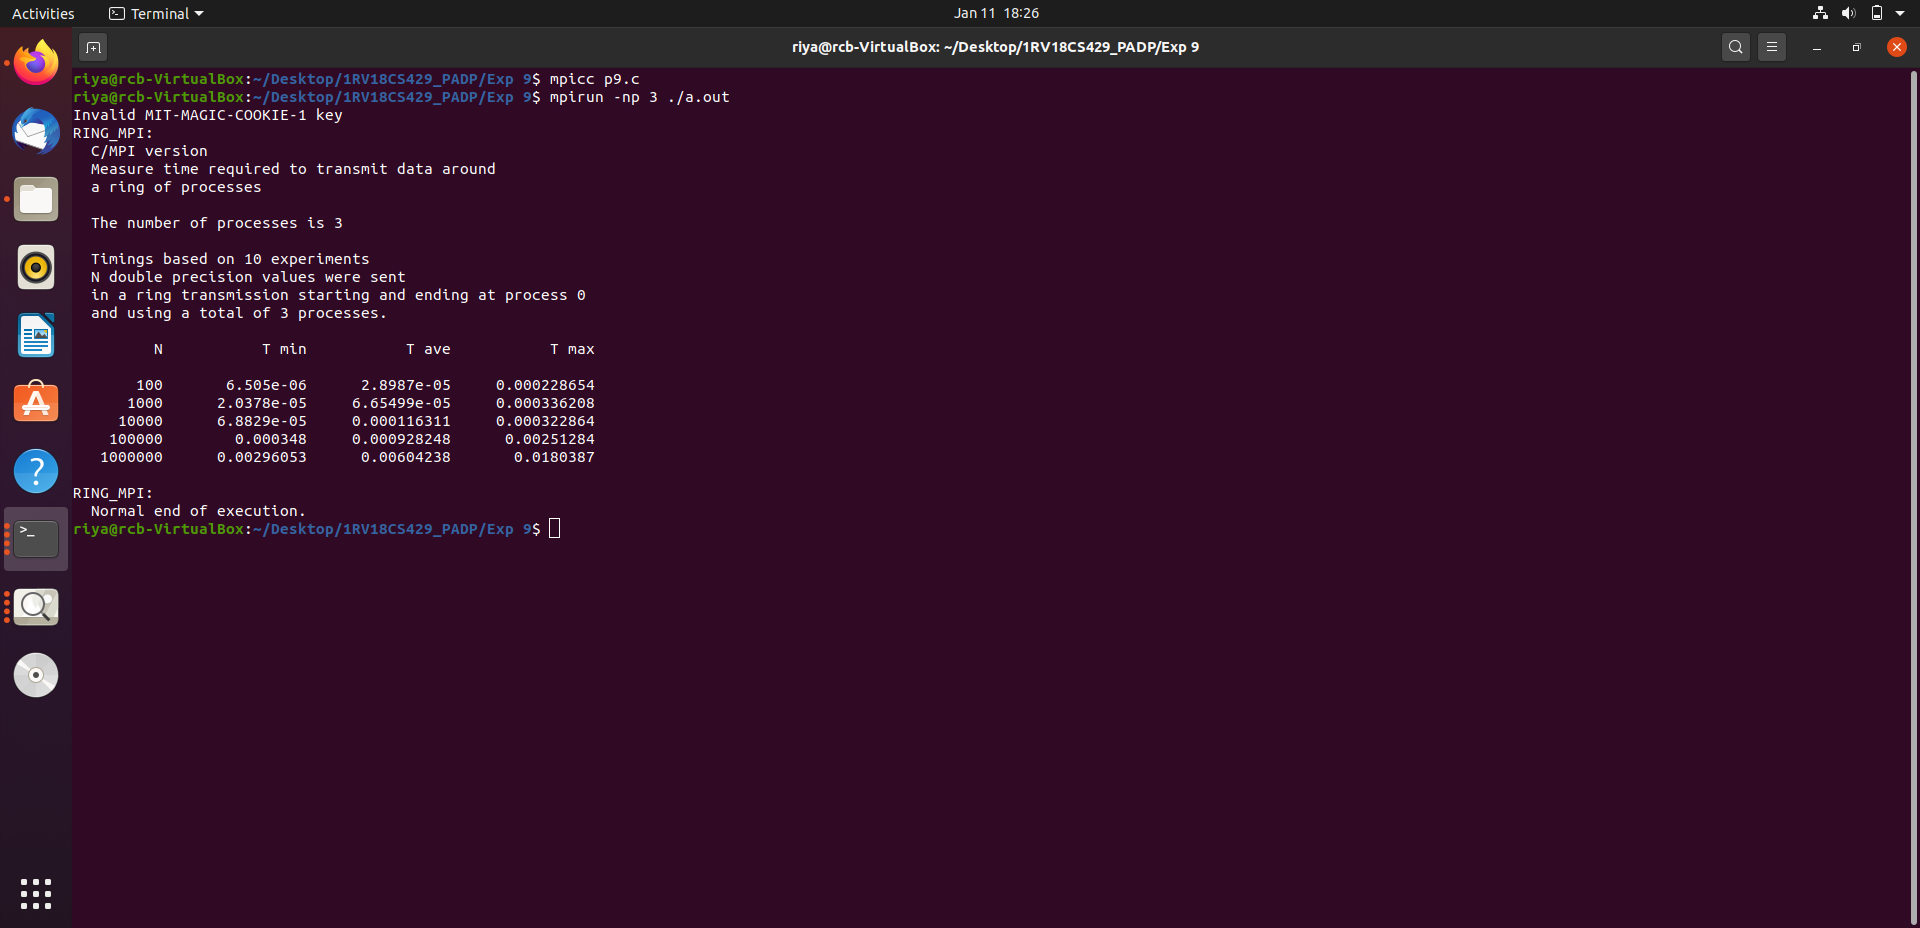 Activities Terminal Jan 11 18:26
riya@rcb-VirtualBox: ~/Desktop/1RV18CS429_PADP/Exp 9
riya@rcb-VirtualBox:~/Desktop/1RV18CS429_PADP/Exp 9$ mpicc p9.c
riya@rcb-VirtualBox:~/Desktop/1RV18CS429_PADP/Exp 9$ mpirun -np 3 ./a.out
Invalid MIT-MAGIC-COOKIE-1 key
RING_MPI:
C/MPI version
Measure time required to transmit data around
a ring of processes
The number of processes is 3
Timings based on 10 experiments
N double precision values were sent
in a ring transmission starting and ending at process 0
and using a total of 3 processes.
N T min T ave T max
100 6.505e-06 2.8987e-05 0.000228654
1000 2.0378e-05 6.65499e-05 0.000336208
10000 6.8829e-05 0.000116311 0.000322864
100000 0.000348 0.000928248 0.00251284
1000000 0.00296053 0.00604238 0.0180387
RING_MPI:
Normal end of execution.
riya@rcb-VirtualBox:~/Desktop/1RV18CS429_PADP/Exp 9$